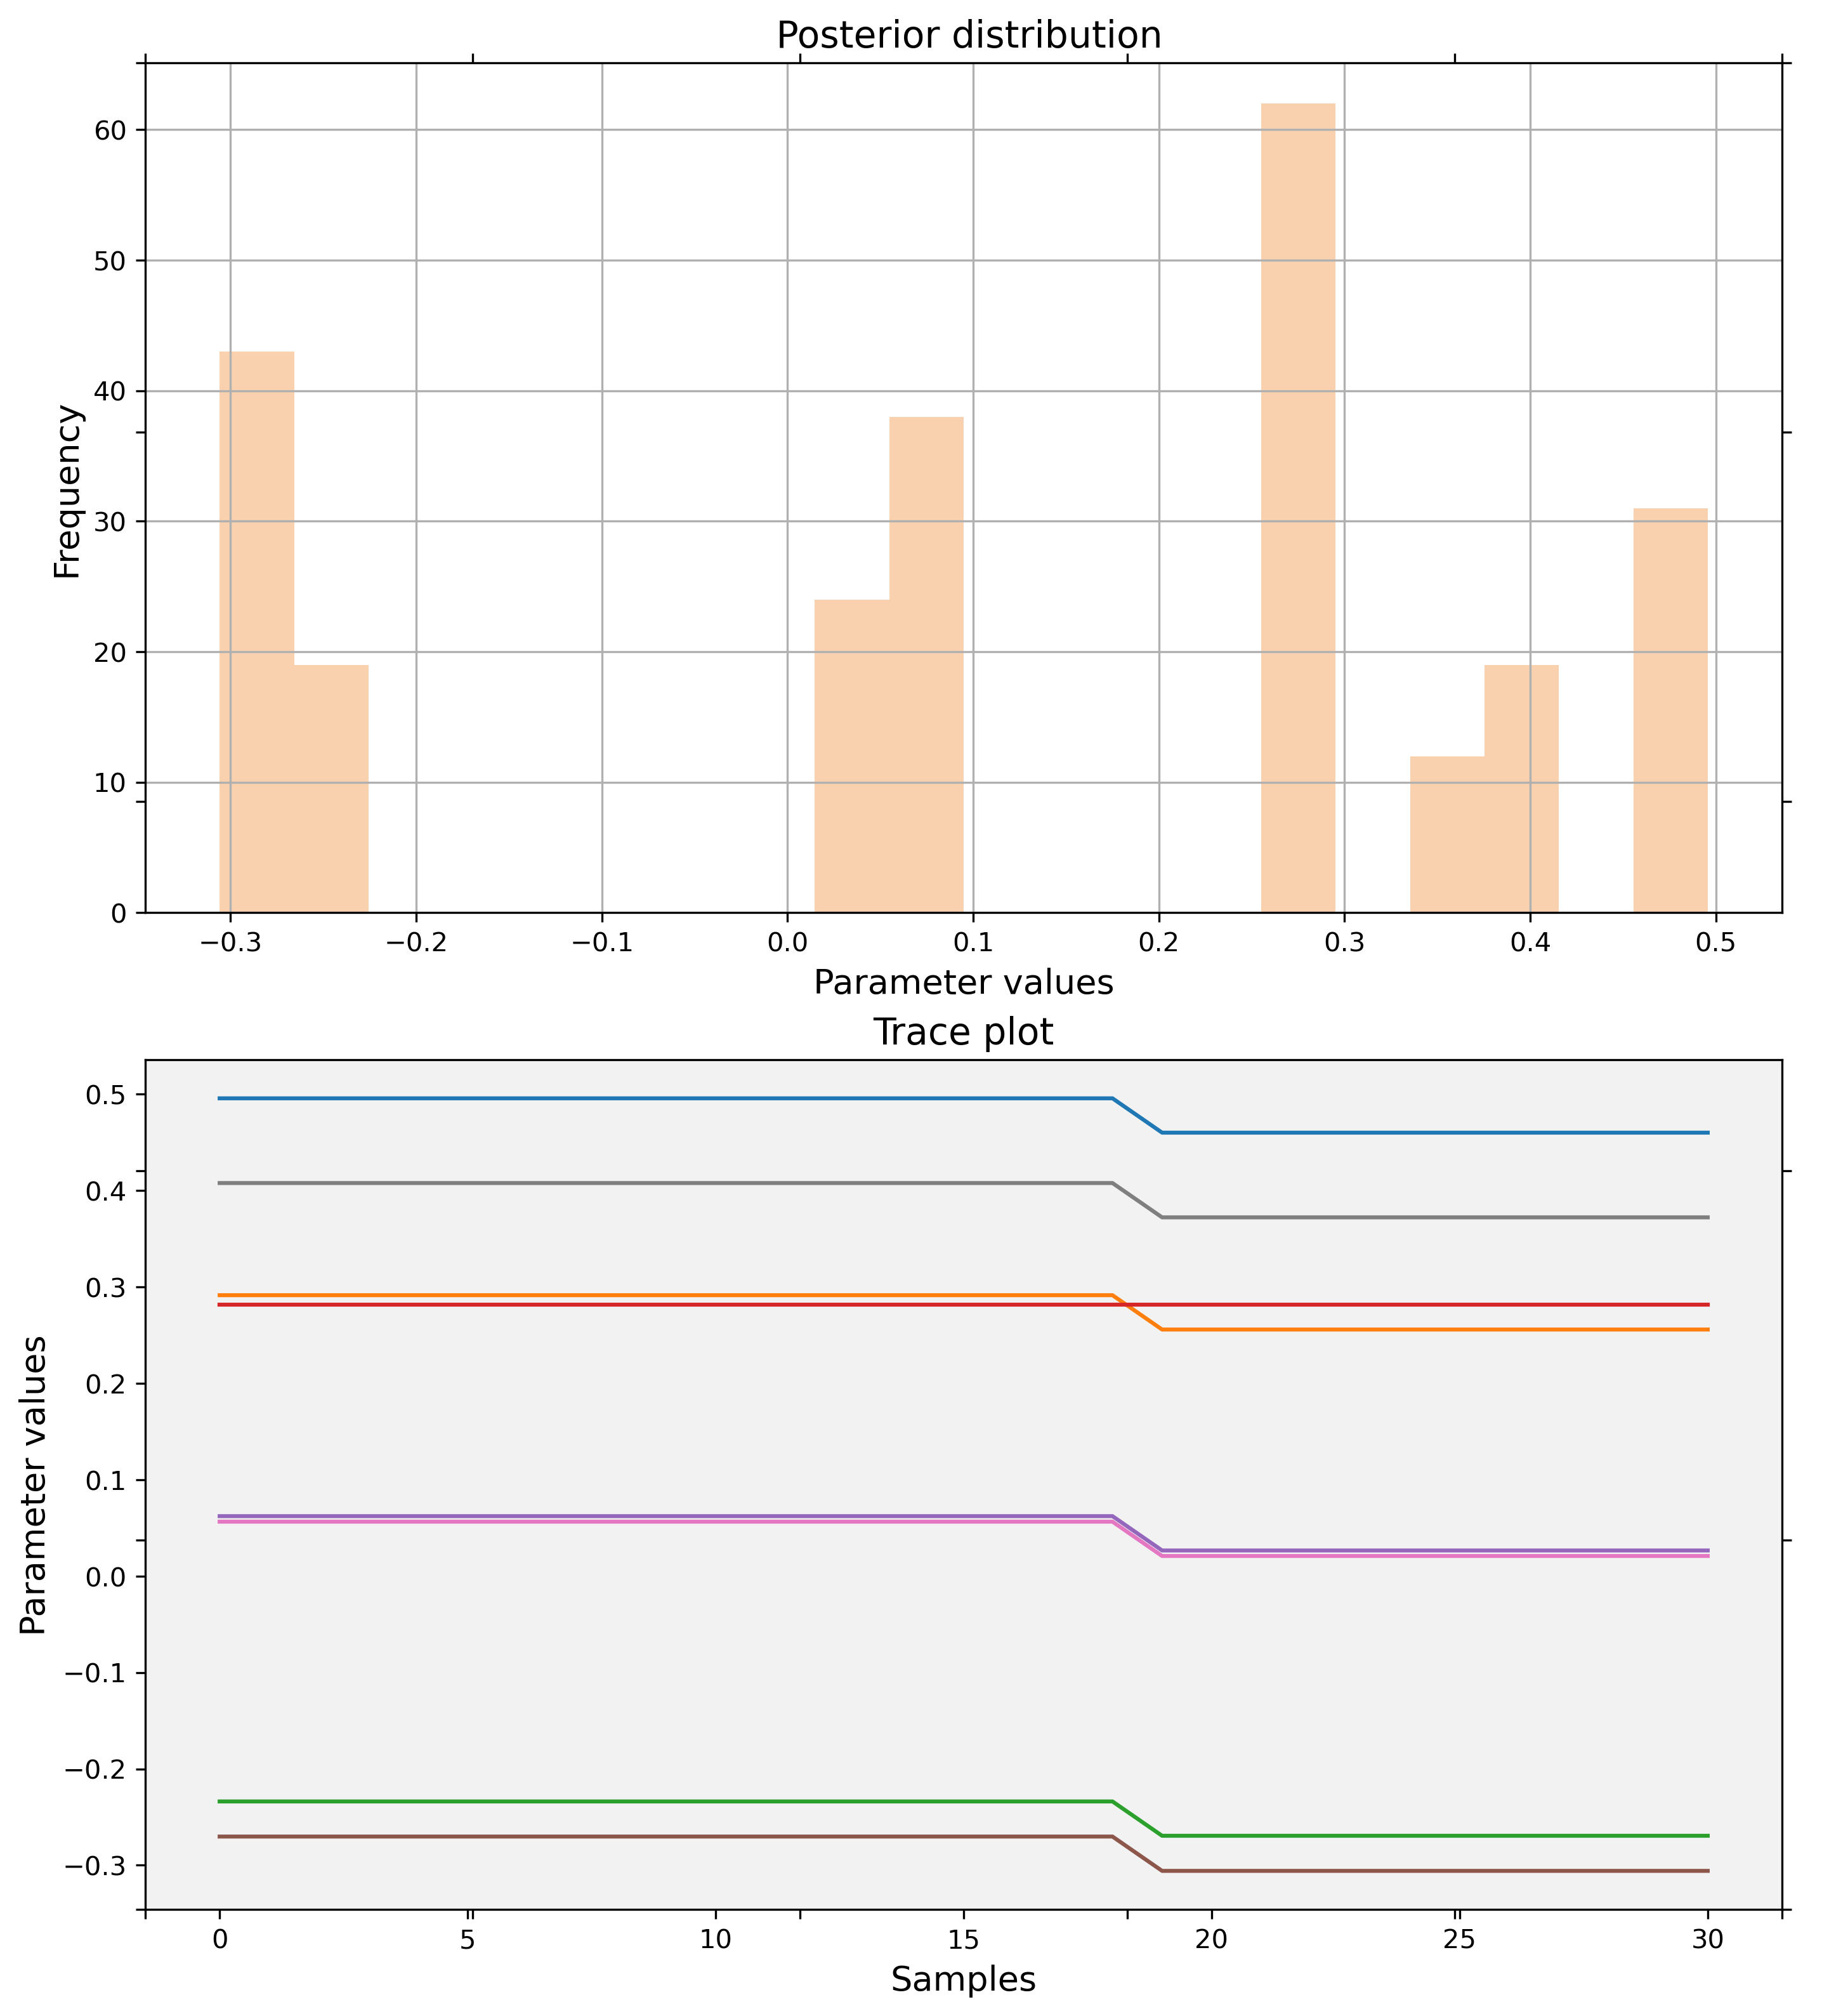 Posterior distribution
60
50
40
30
20
10
0
Frequency
−0.3 −0.2 −0.1 0.0 0.1 0.2 0.3 0.4 0.5
Parameter values
Trace plot
0.5
0.4
0.3
0.2
0.1
0.0
−0.1
−0.2
−0.3
Parameter values
0 5 10 15 20 25 30
Samples